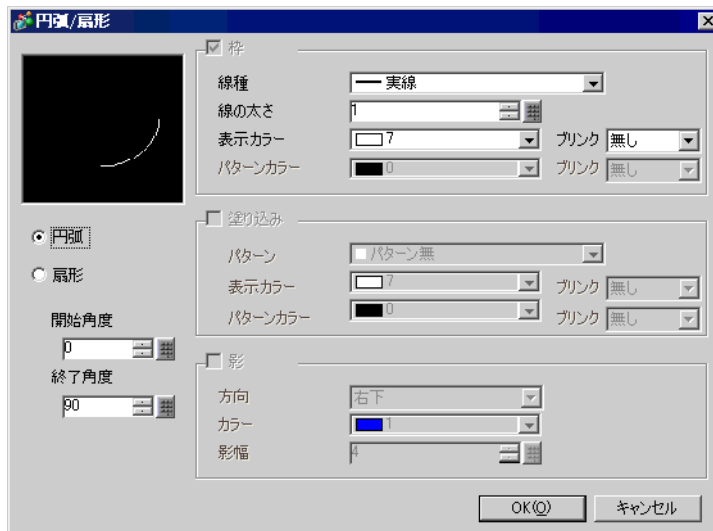 円弧/扇形
枠
線種 実線
線の太さ 1
表示カラー 7 ブリンク 無し
パターンカラー 0 ブリンク 無し
円弧
扇形
開始角度
0
終了角度
90
塗り込み
パターン パターン無
表示カラー 7 ブリンク 無し
パターンカラー 0 ブリンク 無し
影
方向 右下
カラー 1
影幅 4
OK(O) キャンセル